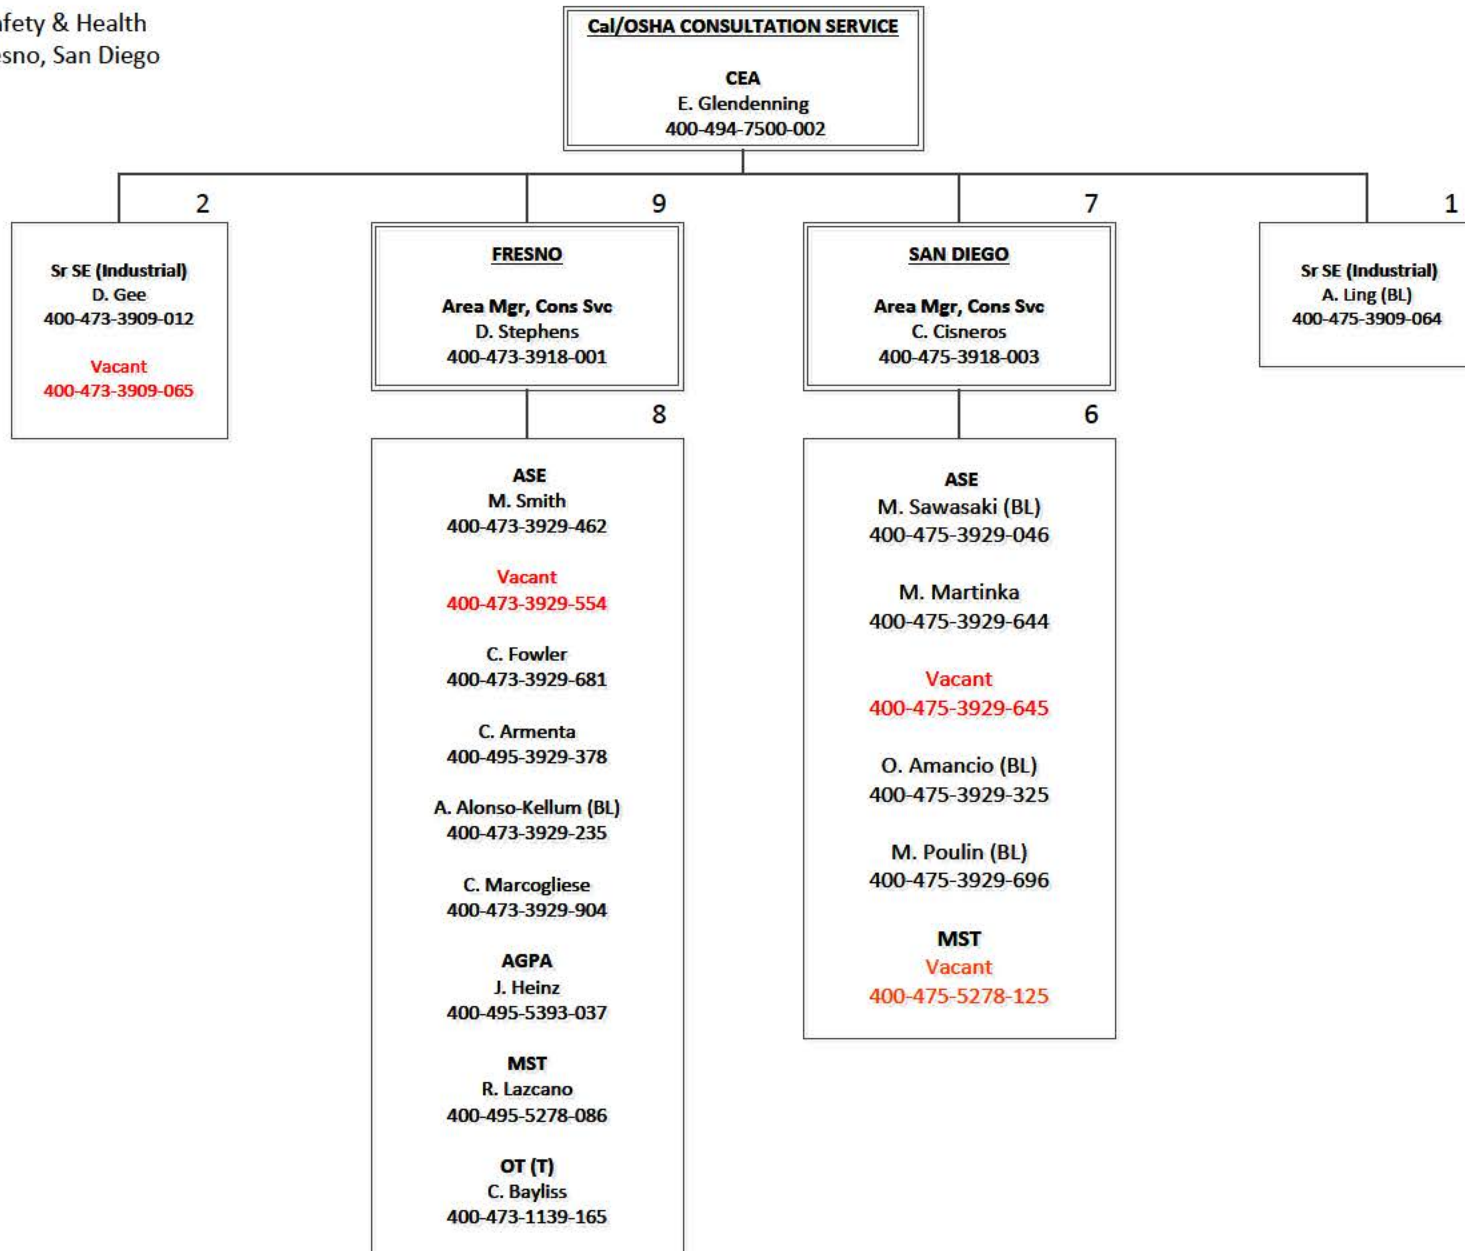 Cal/OSHA CONSULTATION SERVICE
CEA
E. Glendenning
400-494-7500-002
& Health
San Diego
2
Sr SE (Industrial)
D. Gee
400-473-3909-012
Vacant
400-473-3909-065
9
FRESNO
Area Mgr, Cons Svc
D. Stephens
400-473-3918-001
8
ASE
M. Smith
400-473-3929-462
Vacant
400-473-3929-554
C. Fowler
400-473-3929-681
C. Armenta
400-495-3929-378
A. Alonso-Kellum (BL)
400-473-3929-235
C. Marcogliese
400-473-3929-904
AGPA
J. Heinz
400-495-5393-037
MST
R. Lazcano
400-495-5278-086
OT (T)
C. Bayliss
400-473-1139-165
7
SAN DIEGO
Area Mgr, Cons Svc
C. Cisneros
400-475-3918-003
6
ASE
M. Sawasaki (BL)
400-475-3929-046
M. Martinka
400-475-3929-644
Vacant
400-475-3929-645
O. Amancio (BL)
400-475-3929-325
M. Poulin (BL)
400-475-3929-696
MST
Vacant
400-475-5278-125
1
Sr SE (Industrial)
A. Ling (BL)
400-475-3909-064